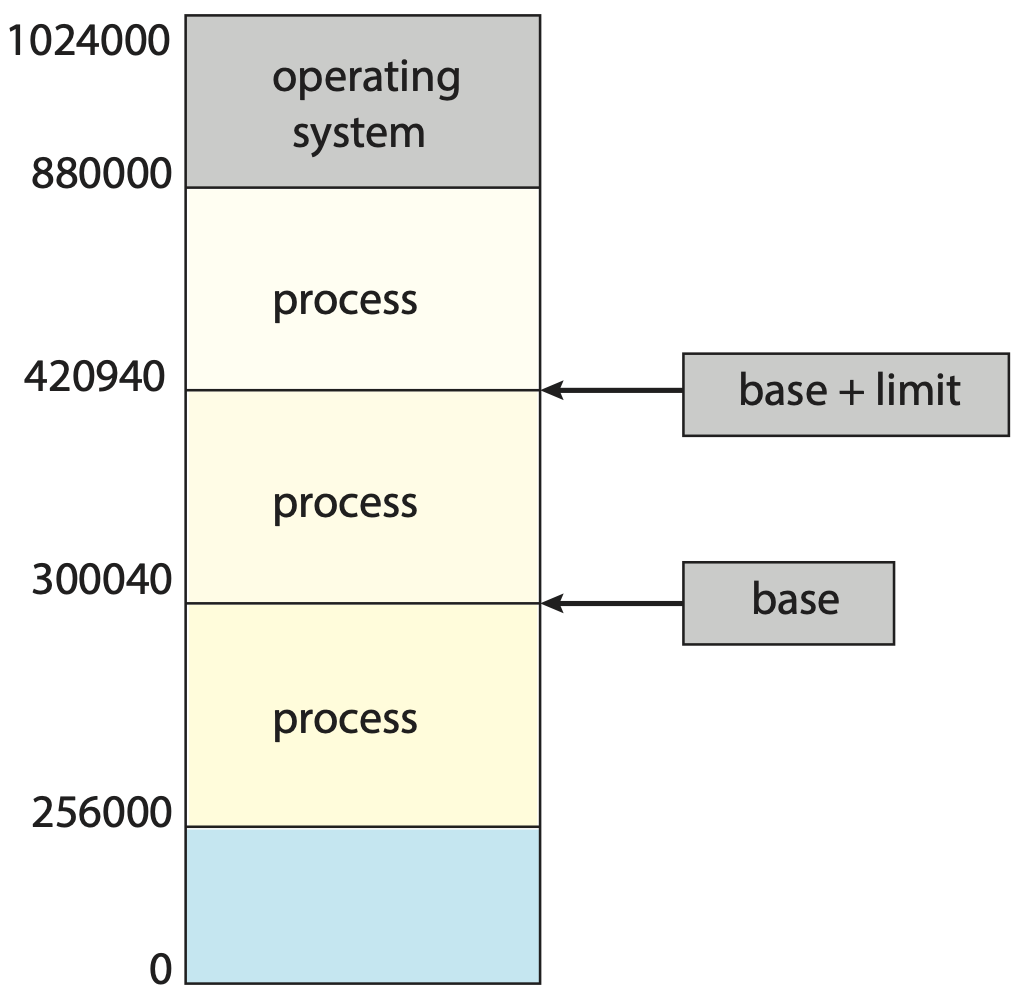 1024000
operating
system
880000
process
420940
base + limit
process
300040
base
process
256000
0